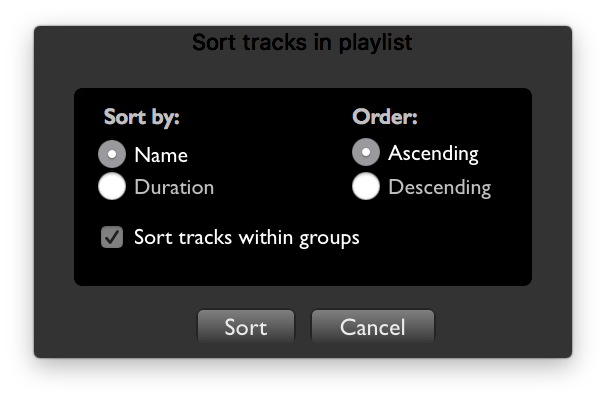 Sort tracks in playlist
Sort by: Order:
Name Ascending
Duration Descending
Sort tracks within groups
Sort Cancel